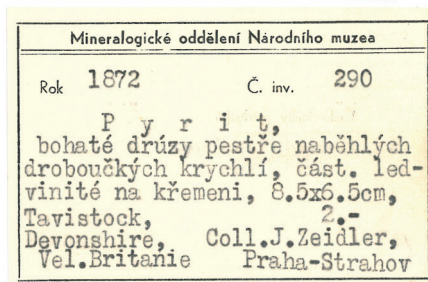 Mineralogické oddělení Národního muzea
Rok 1872 Č. inv. 290
Pyrit,
bohaté drúzy pestře naběhlých
droboučkých krychlí, část. led-
vinité na křemeni, 8.5x6.5cm,
Tavistock, 2.-
Devonshire, Coll.J.Zeidler,
Vel.Britanie Praha-Strahov